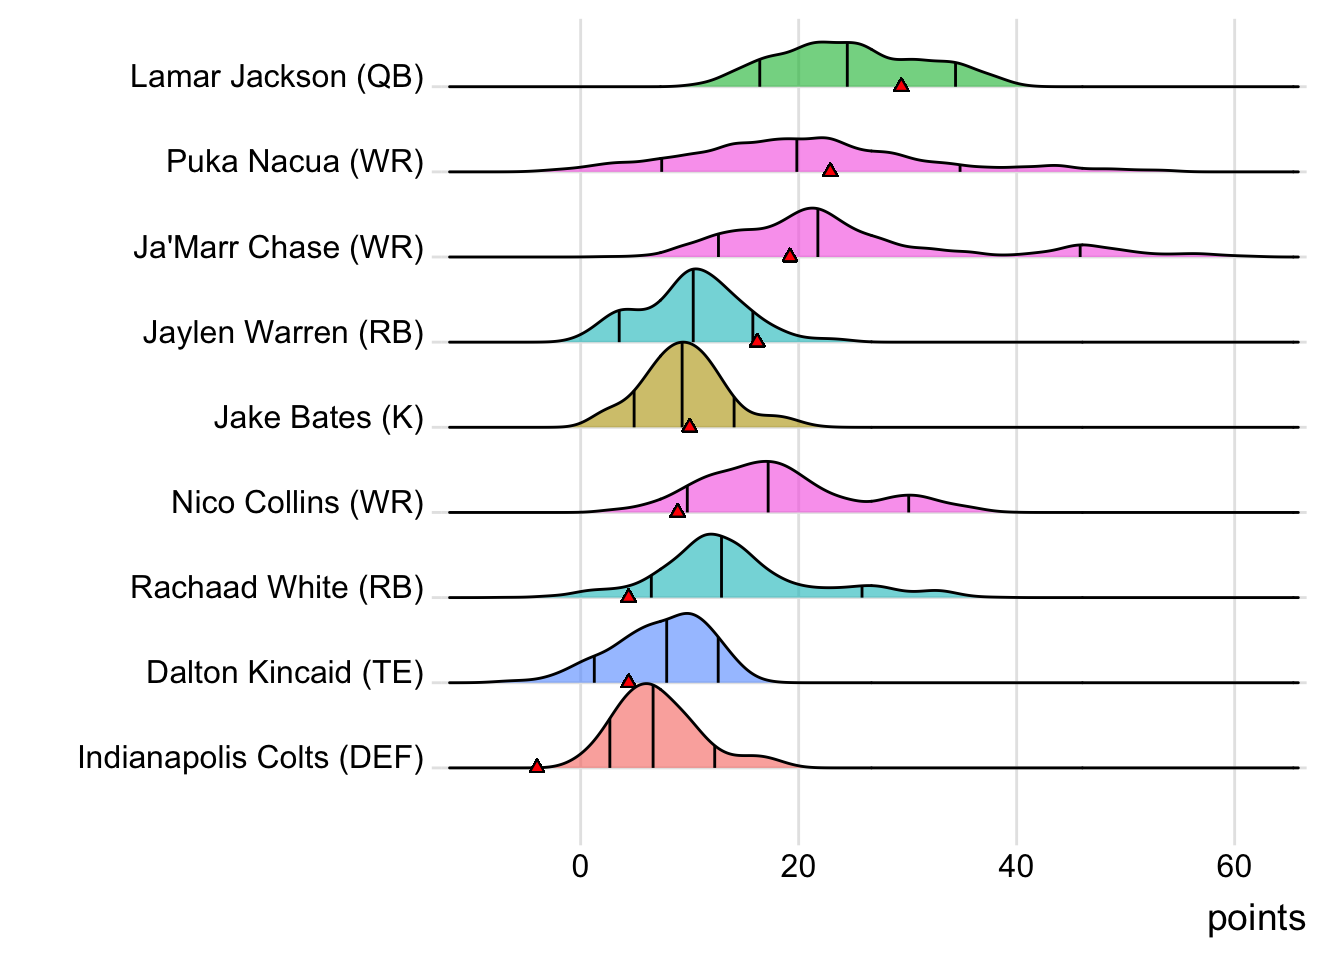 Lamar Jackson (QB)
Puka Nacua (WR)
Ja'Marr Chase (WR)
Jaylen Warren (RB)
Jake Bates (K)
Nico Collins (WR)
Rachaad White (RB)
Dalton Kincaid (TE)
Indianapolis Colts (DEF)
0 20 40 60
points